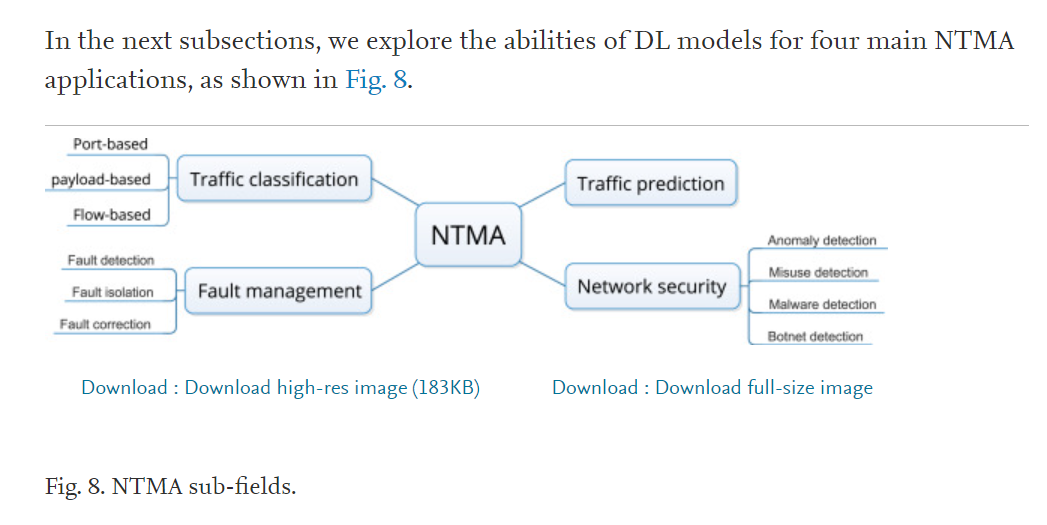 In the next subsections, we explore the abilities of DL models for four main NTMA
applications, as shown in Fig. 8.
Port-based
payload-based
Flow-based
Traffic classification
Fault detection
Fault isolation
Fault correction
Fault management
NTMA
Traffic prediction
Network security
Anomaly detection
Misuse detection
Malware detection
Botnet detection
Download : Download high-res image (183KB)
Download : Download full-size image
Fig. 8. NTMA sub-fields.